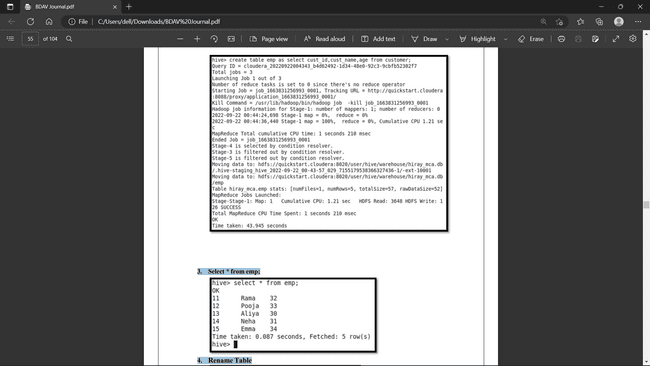 BDAV Journal.pdf
File
C:/Users/dell/Downloads/BDAV%20Journal.pdf
55 of 104
Page view
Read aloud
Add text
Draw
Highlight
Erase
hive> create table emp as select cust_id,cust_name,age from customer;
Query ID = cloudera_20220922004343_b4d62492-1d34-48e0-92c3-9cbfb52382f7
Total jobs = 3
Launching Job 1 out of 3
Number of reduce tasks is set to 0 since there's no reduce operator
Starting Job = job_1663831256993_0001, Tracking URL = http://quickstart.cloudera
:8088/proxy/application_1663831256993_0001/
Kill Command = /usr/lib/hadoop/bin/hadoop job  -kill job_1663831256993_0001
Hadoop job information for Stage-1: number of mappers: 1; number of reducers: 0
2022-09-22 00:44:24,690 Stage-1 map = 0%,  reduce = 0%
2022-09-22 00:44:36,440 Stage-1 map = 100%,  reduce = 0%, Cumulative CPU 1.21 se
c
MapReduce Total cumulative CPU time: 1 seconds 210 msec
Ended Job = job_1663831256993_0001
Stage-4 is selected by condition resolver.
Stage-3 is filtered out by condition resolver.
Stage-5 is filtered out by condition resolver.
Moving data to: hdfs://quickstart.cloudera:8020/user/hive/warehouse/hiray_mca.db
/.hive-staging_hive_2022-09-22_00-43-57_029_7155179538366327436-1/-ext-10001
Moving data to: hdfs://quickstart.cloudera:8020/user/hive/warehouse/hiray_mca.db
/emp
Table hiray_mca.emp stats: [numFiles=1, numRows=5, totalSize=57, rawDataSize=52]
MapReduce Jobs Launched:
Stage-Stage-1: Map: 1   Cumulative CPU: 1.21 sec   HDFS Read: 3648 HDFS Write: 1
26 SUCCESS
Total MapReduce CPU Time Spent: 1 seconds 210 msec
OK
Time taken: 43.945 seconds
3. Select * from emp;
hive> select * from emp;
OK
11 Rama 32
12 Pooja 33
13 Aliya 30
14 Neha 31
15 Emma 34
Time taken: 0.087 seconds, Fetched: 5 row(s)
hive>
4. Rename Table